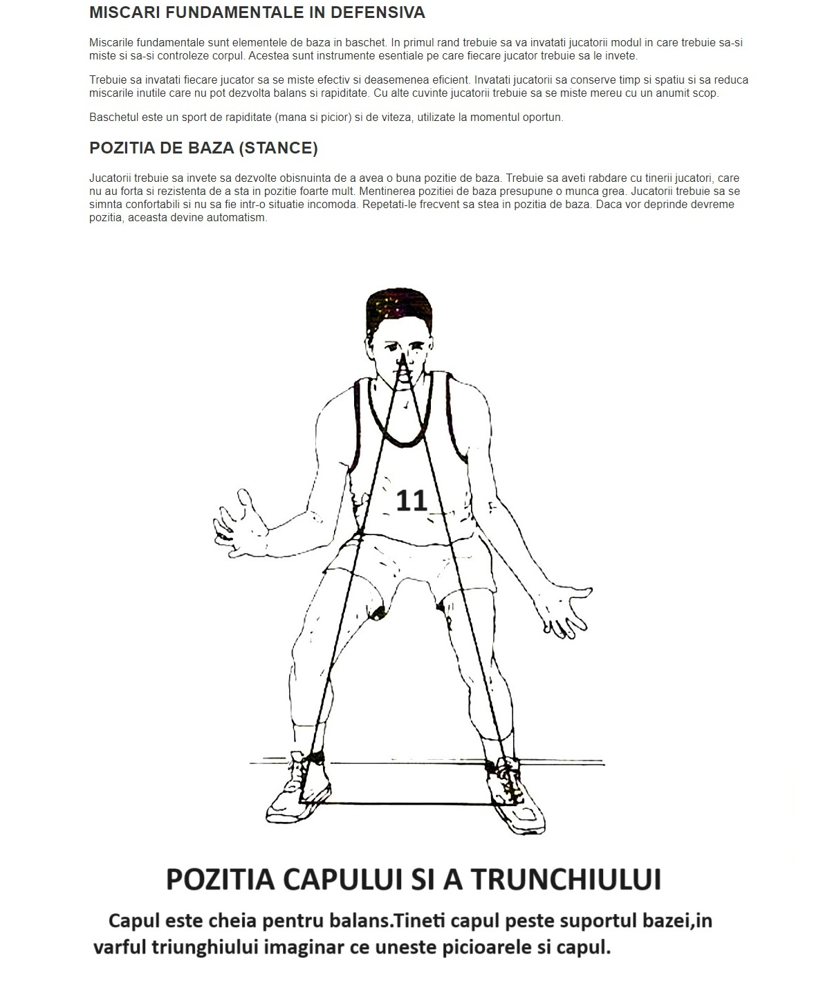 MISCARI FUNDAMENTALE IN DEFENSIVA
Miscarile fundamentale sunt elementele de baza in baschet. In primul rand trebuie sa va invatati jucatorii modul in care trebuie sa-si
miste si sa-si controleze corpul. Acestea sunt instrumente esentiale pe care fiecare jucator trebuie sa le invete.
Trebuie sa invatati fiecare jucator sa se miste efectiv si deasemenea eficient. Invatati jucatorii sa conserve timp si spatiu si sa reduca
miscarile inutile care nu pot dezvolta balans si rapiditate. Cu alte cuvinte jucatorii trebuie sa se miste mereu cu un anumit scop.
Baschetul este un sport de rapiditate (mana si picior) si de viteza, utilizate la momentul oportun.
POZITIA DE BAZA (STANCE)
Jucatorii trebuie sa invete sa dezvolte obisnuinta de a avea o buna pozitie de baza. Trebuie sa aveti rabdare cu tinerii jucatori, care
nu au forta si rezistenta de a sta in pozitie foarte mult. Mentinerea pozitiei de baza presupune o munca grea. Jucatorii trebuie sa se
simnta confortabili si nu sa fie intr-o situatie incomoda. Repetati-le frecvent sa stea in pozitia de baza. Daca vor deprinde devreme
pozitia, aceasta devine automatism.
11
POZITIA CAPULUI SI A TRUNCHIULUI
Capul este cheia pentru balans.Tineti capul peste suportul bazei,in
varful triunghiului imaginar ce uneste picioarele si capul.